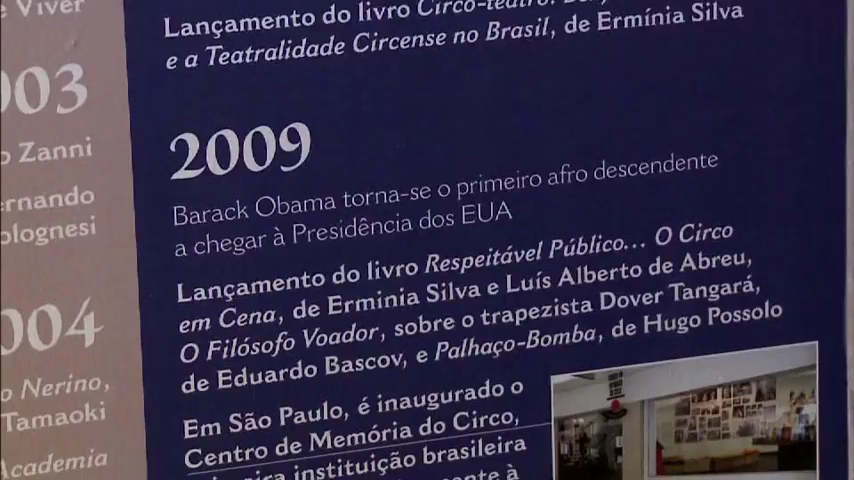 Viver
003
Zanni
Tamaoki
004
Nerino,
Academia
Lançamento do livro Circo-teatro:
e a Teatralidade Circense no Brasil, de Ermínia Silva
2009
Barack Obama torna-se o primeiro afro descendente
a chegar à Presidência dos EUA
Lançamento do livro Respeitável Público... O Circo
em Cena, de Erminia Silva e Luís Alberto de Abreu,
O Filósofo Voador, sobre o trapezista Dover Tangará,
de Eduardo Bascov, e Palhaço-Bomba, de Hugo Possolo
Em São Paulo, é inaugurado o
Centro de Memória do Circo,
instituição brasileira
à